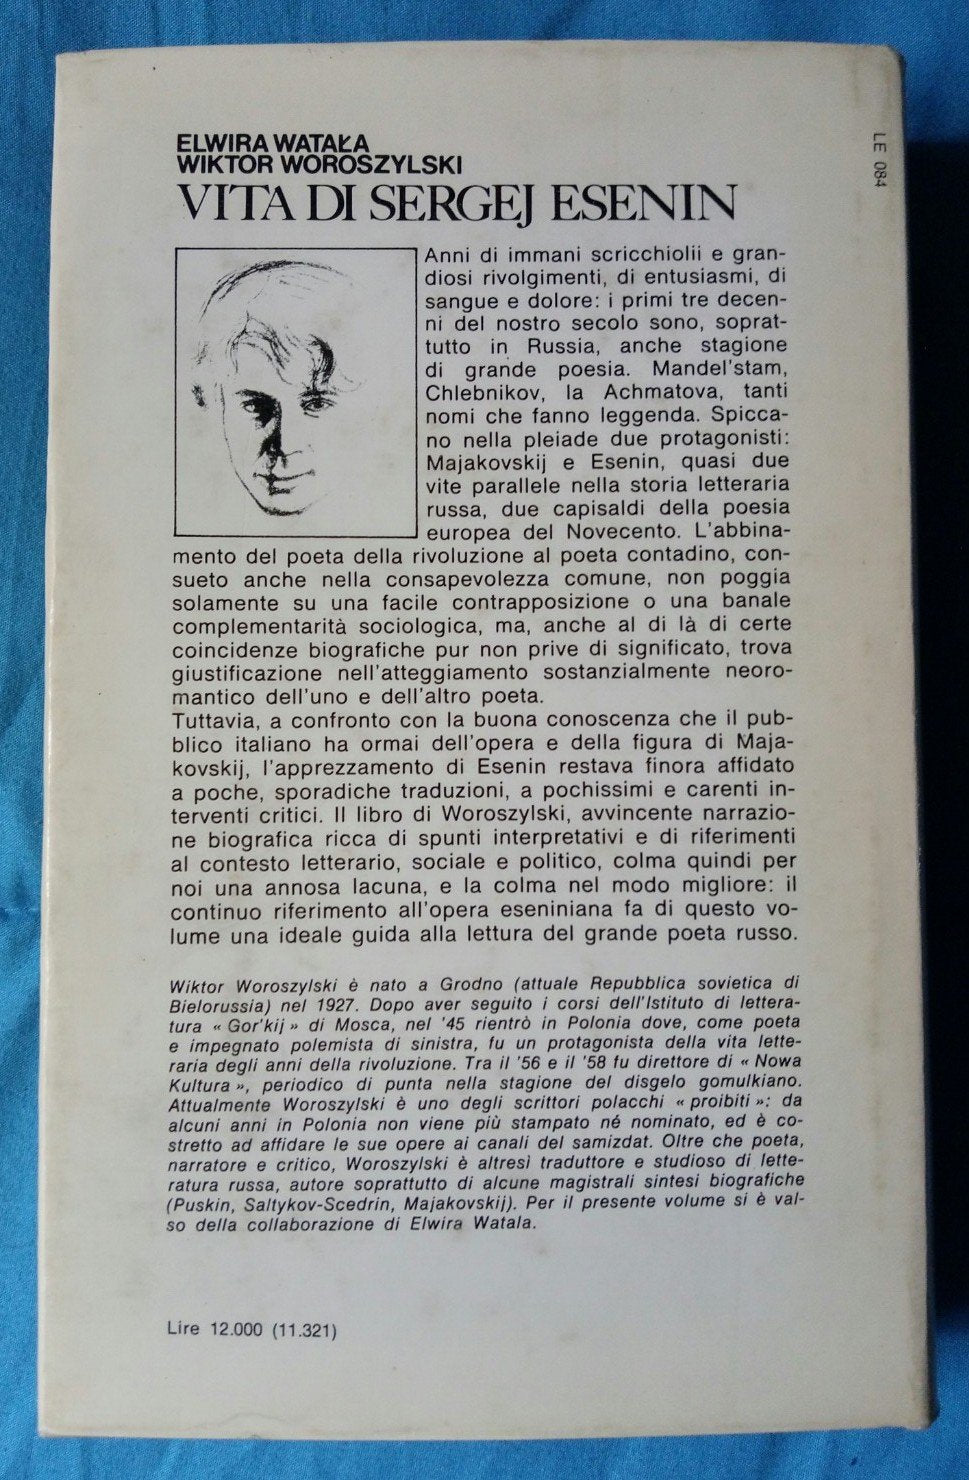 ELWIRA WATAŁA
WIKTOR WOROSZYLSKI
VITA DI SERGEJ ESENIN
LE 084
Anni di immani scricchiolii e gran-
diosi rivolgimenti, di entusiasmi, di
sangue e dolore: i primi tre decen-
ni del nostro secolo sono, soprat-
tutto in Russia, anche stagione
di grande poesia. Mandel'stam,
Chlebnikov, la Achmatova, tanti
nomi che fanno leggenda. Spicca-
no nella pleiade due protagonisti:
Majakovskij e Esenin, quasi due
vite parallele nella storia letteraria
russa, due capisaldi della poesia
europea del Novecento. L'abbina-
mento del poeta della rivoluzione al poeta contadino, con-
sueto anche nella consapevolezza comune, non poggia
solamente su una facile contrapposizione o una banale
complementarità sociologica, ma, anche al di là di certe
coincidenze biografiche pur non prive di significato, trova
giustificazione nell'atteggiamento sostanzialmente neoro-
mantico dell'uno e dell'altro poeta.
Tuttavia, a confronto con la buona conoscenza che il pub-
blico italiano ha ormai dell'opera e della figura di Maja-
kovskij, l'apprezzamento di Esenin restava finora affidato
a poche, sporadiche traduzioni, a pochissimi e carenti in-
terventi critici. Il libro di Woroszylski, avvincente narrazio-
ne biografica ricca di spunti interpretativi e di riferimenti
al contesto letterario, sociale e politico, colma quindi per
noi una annosa lacuna, e la colma nel modo migliore: il
continuo riferimento all'opera eseniniana fa di questo vo-
lume una ideale guida alla lettura del grande poeta russo.
Wiktor Woroszylski è nato a Grodno (attuale Repubblica sovietica di
Bielorussia) nel 1927. Dopo aver seguito i corsi dell'Istituto di lettera-
tura « Gor'kij » di Mosca, nel '45 rientrò in Polonia dove, come poeta
e impegnato polemista di sinistra, fu un protagonista della vita lette-
raria degli anni della rivoluzione. Tra il '56 e il '58 fu direttore di « Nowa
Kultura », periodico di punta nella stagione del disgelo gomulkiano.
Attualmente Woroszylski è uno degli scrittori polacchi « proibiti »: da
alcuni anni in Polonia non viene più stampato né nominato, ed è co-
stretto ad affidare le sue opere ai canali del samizdat. Oltre che poeta,
narratore e critico, Woroszylski è altresì traduttore e studioso di lette-
ratura russa, autore soprattutto di alcune magistrali sintesi biografiche
(Puskin, Saltykov-Scedrin, Majakovskij). Per il presente volume si è val-
so della collaborazione di Elwira Watala.
Lire 12.000 (11.321)